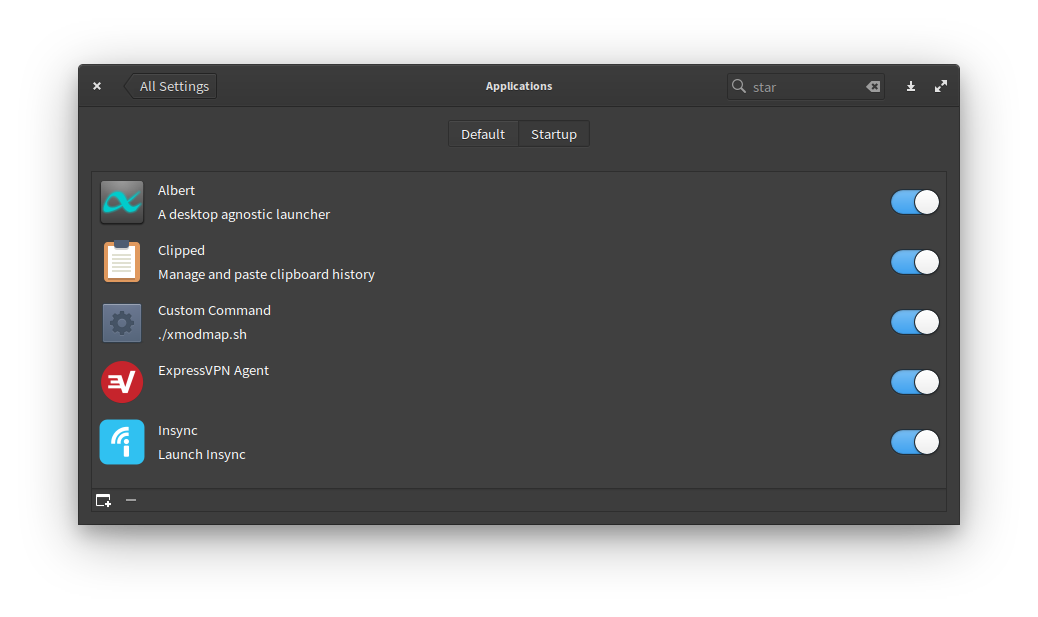 All Settings
Applications
star
Default
Startup
Albert
A desktop agnostic launcher
Clipped
Manage and paste clipboard history
Custom Command
./xmodmap.sh
ExpressVPN Agent
Insync
Launch Insync